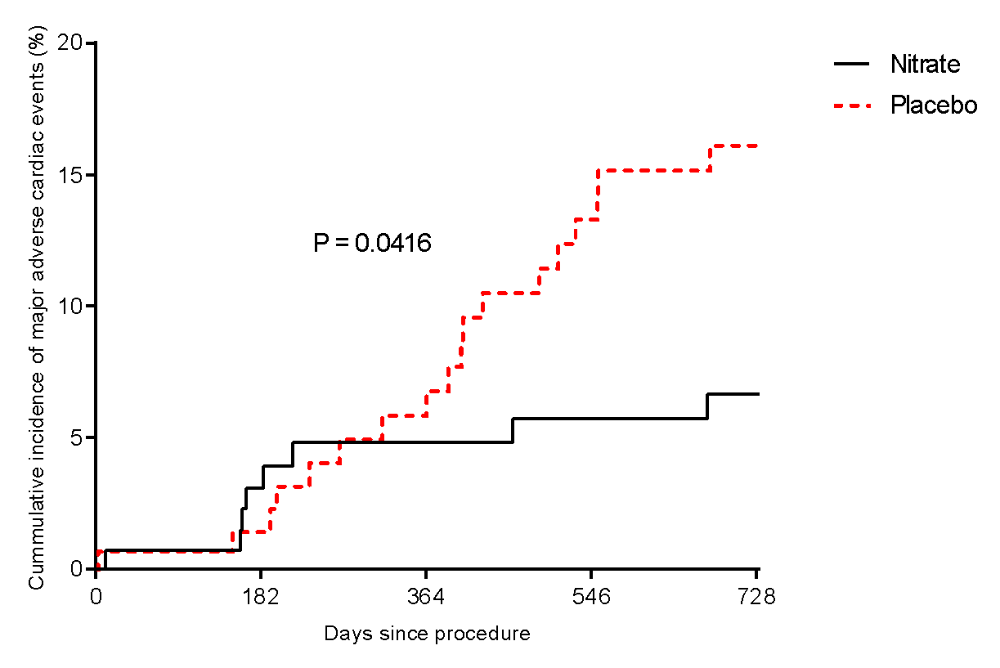 Cummulative incidence of major adverse cardiac events (%)
20
15
10
5
0
P = 0.0416
Nitrate
Placebo
0 182 364 546 728
Days since procedure